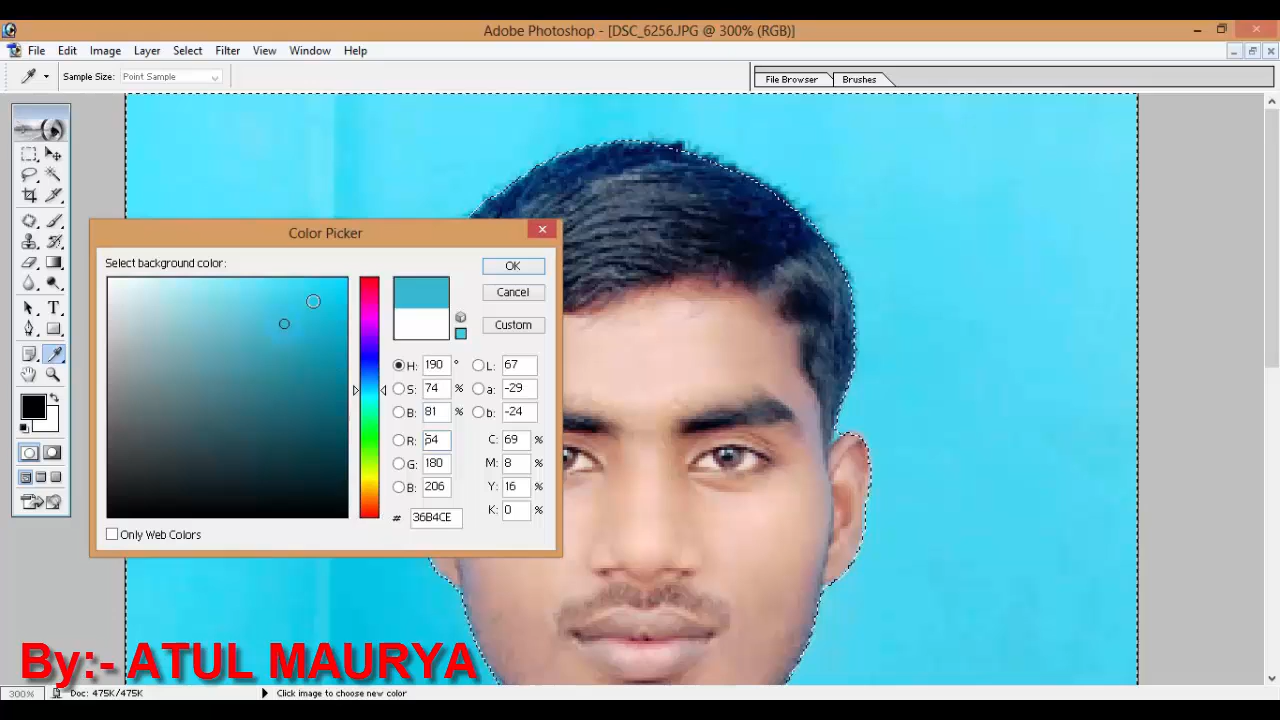 Adobe Photoshop - [DSC_6256.JPG @ 300% (RGB)]
File Edit Image Layer Select Filter View Window Help
Sample Size: Point Sample
File Browser Brushes
Color Picker
Select background color:
OK
Cancel
Custom
H: 190 °
S: 74 %
B: 81 %
R: 54
G: 180
B: 206
# 36B4CE
L: 67
a: -29
b: -24
C: 69 %
M: 8 %
Y: 16 %
K: 0 %
Only Web Colors
By:- ATUL MAURYA
300% Doc: 475K/475K Click image to choose new color